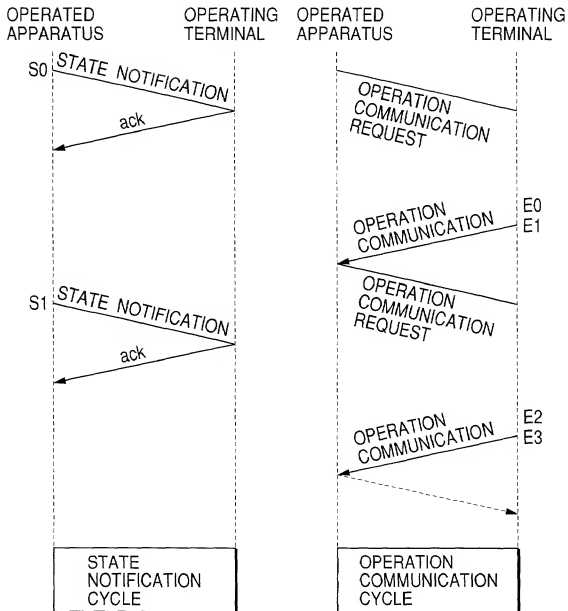 OPERATED APPARATUS
OPERATING TERMINAL
S0
STATE NOTIFICATION
ack
S1
STATE NOTIFICATION
ack
STATE
NOTIFICATION
CYCLE
OPERATED APPARATUS
OPERATING TERMINAL
OPERATION
COMMUNICATION
REQUEST
E0
E1
OPERATION
COMMUNICATION
OPERATION
COMMUNICATION
REQUEST
E2
E3
OPERATION
COMMUNICATION
OPERATION
COMMUNICATION
CYCLE